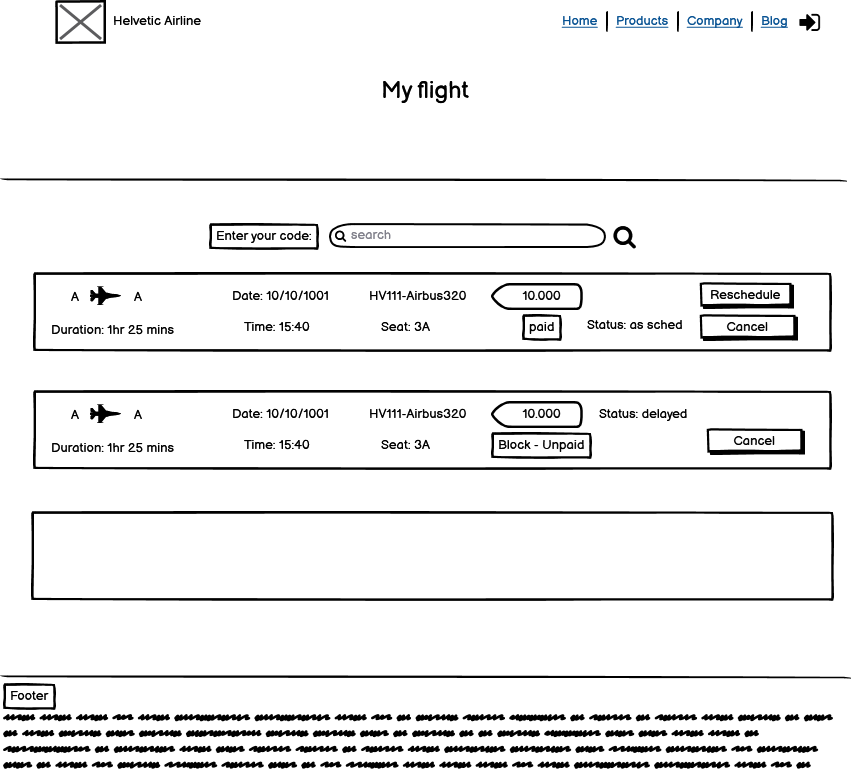 Helvetic Airline
Home Products Company Blog
My flight
Enter your code: search
A A Date: 10/10/1001 HV111-Airbus320 10.000 Reschedule
Duration: 1hr 25 mins Time: 15:40 Seat: 3A paid Status: as sched Cancel
A A Date: 10/10/1001 HV111-Airbus320 10.000 Status: delayed
Duration: 1hr 25 mins Time: 15:40 Seat: 3A Block - Unpaid Cancel
Footer